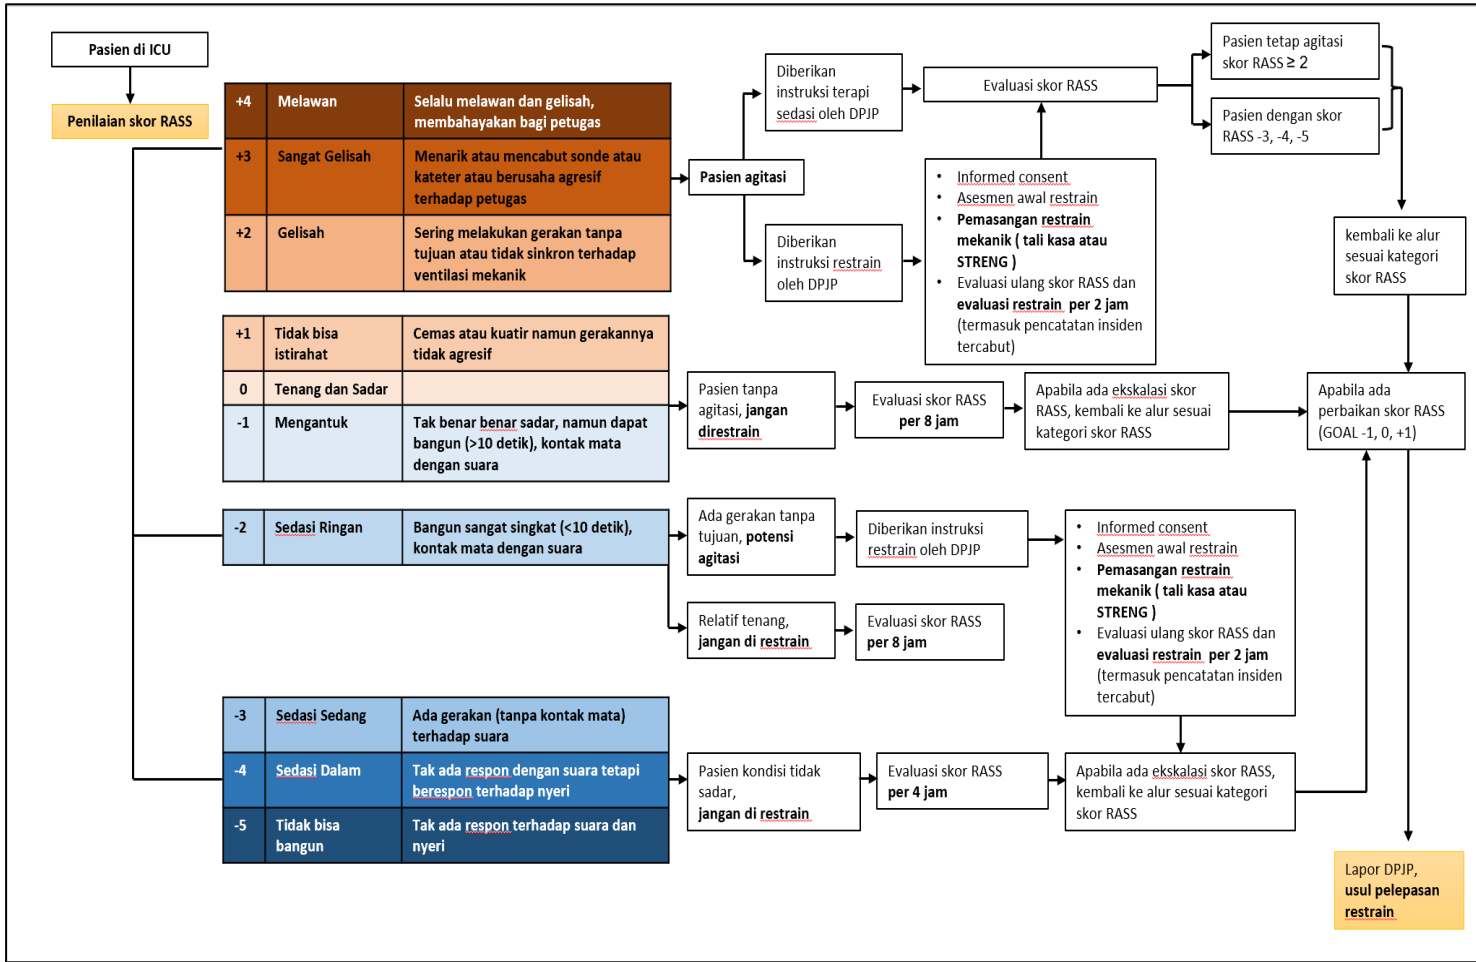 Pasien di ICU
Penilaian skor RASS
+4 Melawan Selalu melawan dan gelisah,
membahayakan bagi petugas
+3 Sangat Gelisah Menarik atau mencabut sonde atau
kateter atau berusaha agresif
terhadap petugas
+2 Gelisah Sering melakukan gerakan tanpa
tujuan atau tidak sinkron terhadap
ventilasi mekanik
Pasien agitasi
Diberikan
instruksi terapi
sedasi oleh DPJP
Evaluasi skor RASS
Pasien tetap agitasi
skor RASS ≥ 2
Pasien dengan skor
RASS -3, -4, -5
Diberikan
instruksi restrain
oleh DPJP
• Informed consent
• Asesmen awal restrain
• Pemasangan restrain
mekanik ( tali kasa atau
STRENG )
• Evaluasi ulang skor RASS dan
evaluasi restrain per 2 jam
(termasuk pencatatan insiden
tercabut)
kembali ke alur
sesuai kategori
skor RASS
+1 Tidak bisa
istirahat
Cemas atau kuatir namun gerakannya
tidak agresif
0 Tenang dan Sadar
-1 Mengantuk Tak benar benar sadar, namun dapat
bangun (>10 detik), kontak mata
dengan suara
Pasien tanpa
agitasi, jangan
direstrain
Evaluasi skor RASS
per 8 jam
Apabila ada ekskalasi skor
RASS, kembali ke alur sesuai
kategori skor RASS
Apabila ada
perbaikan skor RASS
(GOAL -1, 0, +1)
-2 Sedasi Ringan Bangun sangat singkat (<10 detik),
kontak mata dengan suara
Ada gerakan tanpa
tujuan, potensi
agitasi
Diberikan instruksi
restrain oleh DPJP
• Informed consent
• Asesmen awal restrain
• Pemasangan restrain
mekanik ( tali kasa atau
STRENG )
• Evaluasi ulang skor RASS dan
evaluasi restrain per 2 jam
(termasuk pencatatan insiden
tercabut)
Relatif tenang,
jangan di restrain
Evaluasi skor RASS
per 8 jam
-3 Sedasi Sedang Ada gerakan (tanpa kontak mata)
terhadap suara
-4 Sedasi Dalam Tak ada respon dengan suara tetapi
berespon terhadap nyeri
-5 Tidak bisa
bangun
Tak ada respon terhadap suara dan
nyeri
Pasien kondisi tidak
sadar,
jangan di restrain
Evaluasi skor RASS
per 4 jam
Apabila ada ekskalasi skor RASS,
kembali ke alur sesuai kategori
skor RASS
Lapor DPJP,
usul pelepasan
restrain